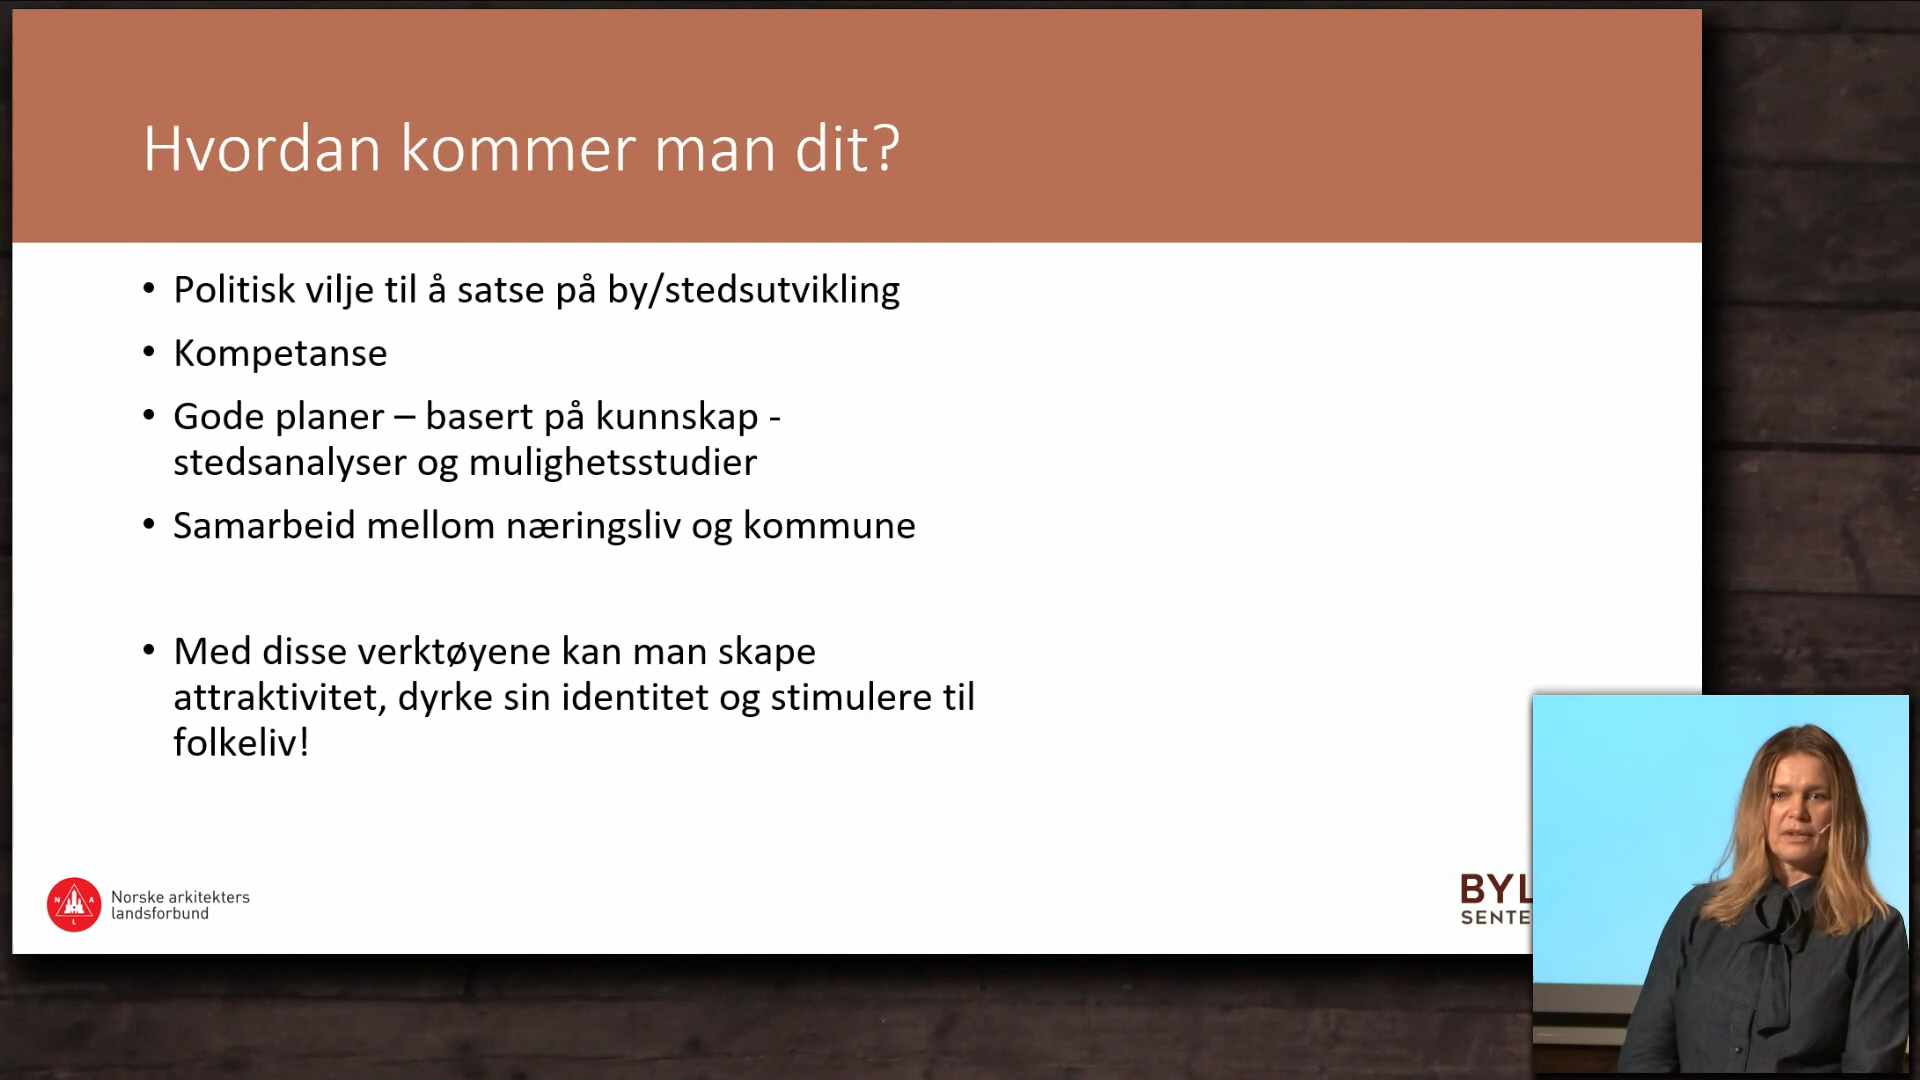 Hvordan kommer man dit?
• Politisk vilje til å satse på by/stedsutvikling
• Kompetanse
• Gode planer – basert på kunnskap -
stedsanalyser og mulighetsstudier
• Samarbeid mellom næringsliv og kommune
• Med disse verktøyene kan man skape
attraktivitet, dyrke sin identitet og stimulere til
folkeliv!
N A L
Norske arkitekters
landsforbund